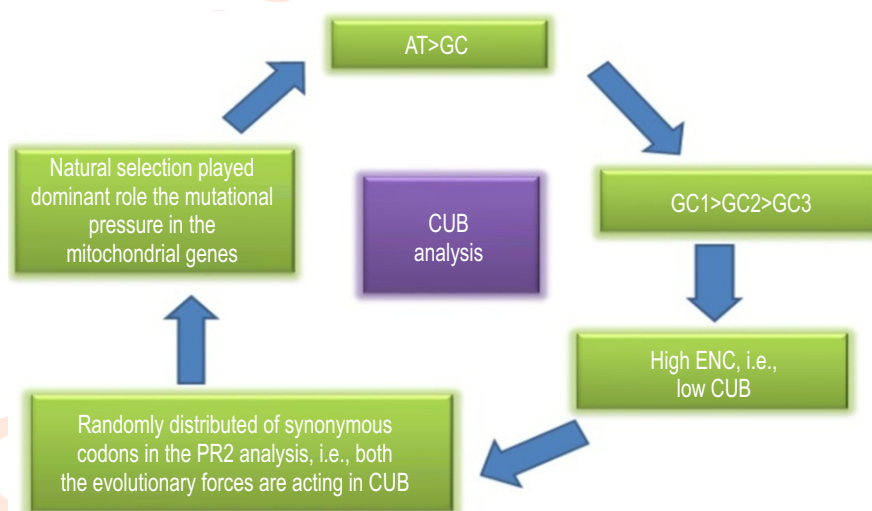 AT>GC
GC1>GC2>GC3
High ENC, i.e.,
low CUB
Randomly distributed of synonymous
codons in the PR2 analysis, i.e., both
the evolutionary forces are acting in CUB
Natural selection played
dominant role the mutational
pressure in the
mitochondrial genes
CUB
analysis